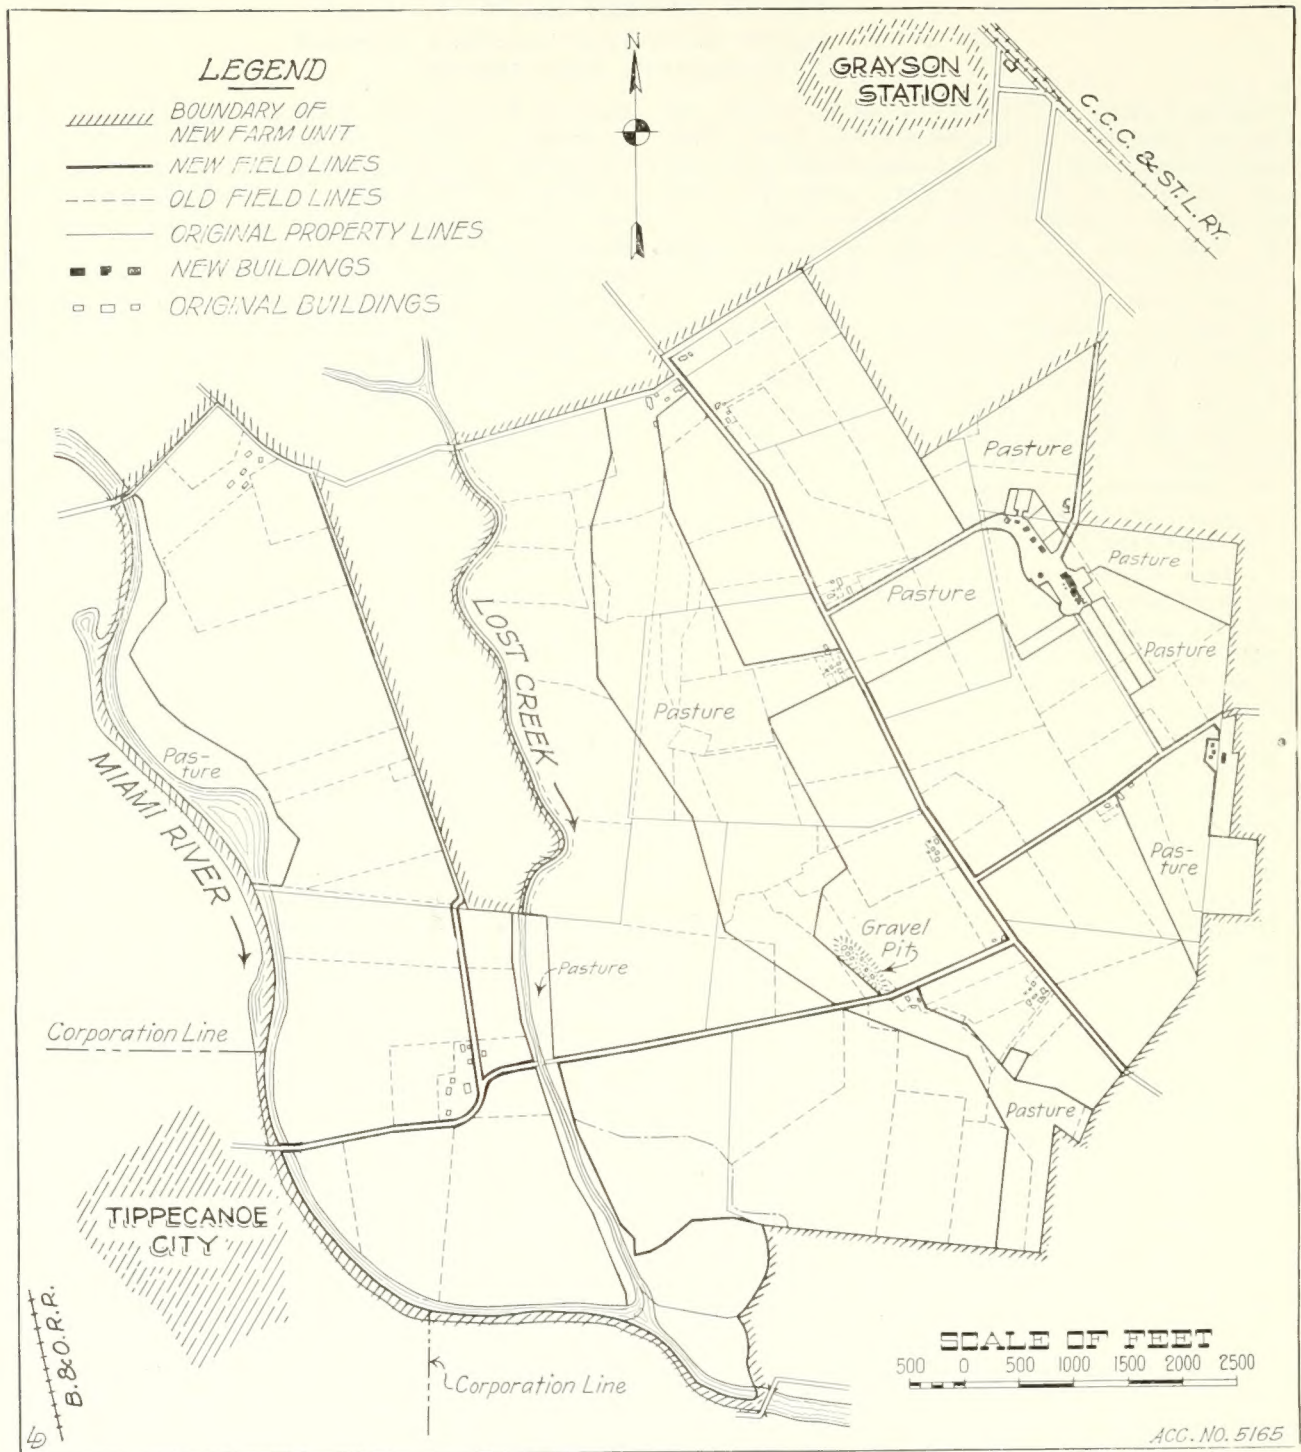 LEGEND
BOUNDARY OF
NEW FARM UNIT
NEW FIELD LINES
OLD FIELD LINES
ORIGINAL PROPERTY LINES
NEW BUILDINGS
ORIGINAL BUILDINGS
N
GRAYSON
STATION
C.C.C. & ST. L. RY.
Pasture
Pasture
Pasture
Pasture
LOST CREEK
Pasture
Pas-
ture
MIAMI RIVER
Pas-
ture
Gravel
Pit
Pasture
Corporation Line
Pasture
TIPPECANOE
CITY
B. & O. R. R.
Corporation Line
SCALE OF FEET
500 0 500 1000 1500 2000 2500
ACC. NO. 5165